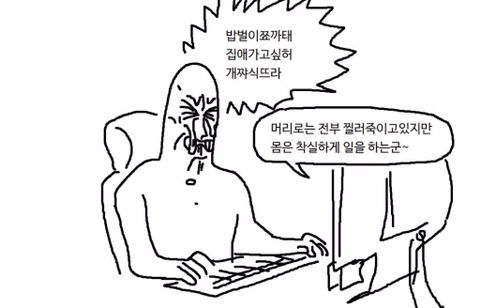 밥벌이죠까태
집애가고싶허
개쨔식뜨라
머리로는 전부 찔러죽이고있지만
몸은 착실하게 일을 하는군~